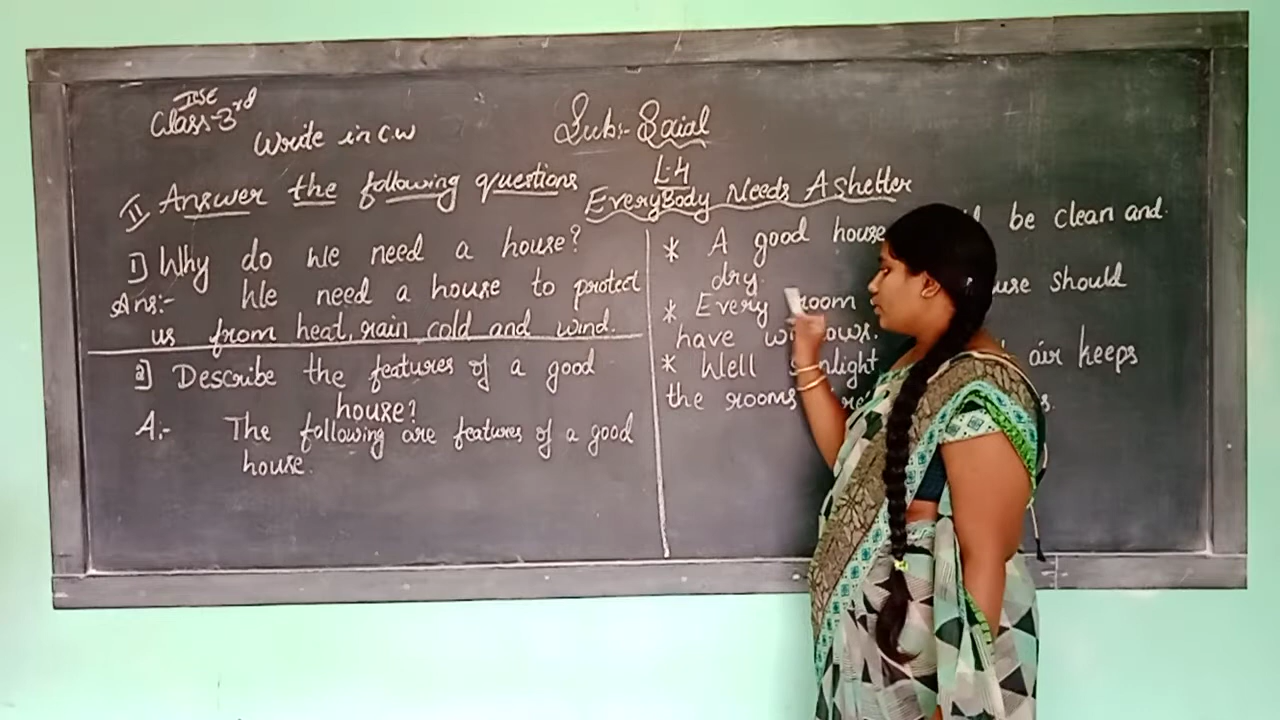 Class-3rd
Write in C.W
Sub:- Soial
L.4
EveryBody Needs A shelter
II Answer the following questions
1] Why do we need a house?
Ans:- We need a house to protect
us from heat, rain cold and wind.
2] Describe the features of a good
house?
A:- The following are features of a good
house.
* A good house be clean and
dry.
* Every room should
have windows.
* Well sunlight air keeps
the rooms